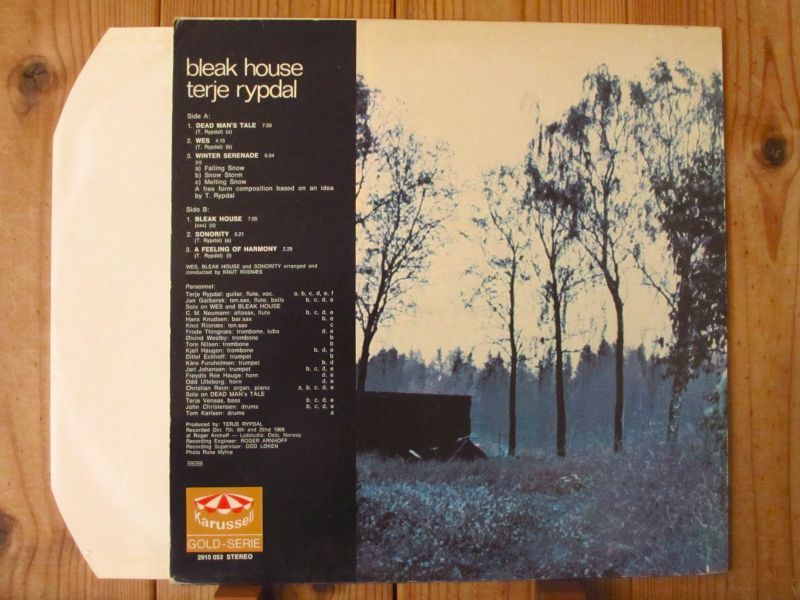 bleak house
terje rypdal
Side A:
1. DEAD MAN'S TALE 7.03
(T. Rypdal) (a)
2. WES 4.15
(T. Rypdal) (b)
3. WINTER SERENADE 6.04
(c)
a) Falling Snow
b) Snow Storm
c) Melting Snow
A free form composition based on an idea
by T. Rypdal
Side B:
1. BLEAK HOUSE 7.05
(d)
2. SONORITY 5.21
(T. Rypdal) (e)
3. A FEELING OF HARMONY 2.29
(T. Rypdal) (f)
WES, BLEAK HOUSE and SONORITY arranged and
conducted by KNUT RIISNÆS
Personnel:
Terje Rypdal: guitar, flute, voc. a, b, c, d, e, f
Jan Garbarek: ten.sax, flute, bells b, c, d, e
Solo on WES and BLEAK HOUSE
C. M. Neumann: altosax, flute b, c, d, e
Hans Knudsen: bar.sax b, e
Knut Riisnæs: ten.sax c
Frode Thingnæs: trombone, tuba d, e
Øivind Westby: trombone b
Tore Nilsen: trombone b
Kjell Haugen: trombone b, d, e
Ditlef Eckhoff: trumpet b
Kåre Furuholmen: trumpet b, d
Jarl Johansen: trumpet b, c, d, e
Frøydis Ree Hauge: horn d, e
Odd Ulleberg: horn d, e
Christian Reim: organ, piano a, b, c, d, e
Solo on DEAD MAN's TALE
Terje Venaas, bass b, c, d, e
John Christensen: drums b, c, d, e
Tom Karlsen: drums a
Produced by: TERJE RYPDAL
Recorded Oct. 7th, 8th and 22nd 1968
at Roger Arnhoff — Lydstudio, Oslo, Norway
Recording Engineer: ROGER ARNHOFF
Recording Supervisor: ODD LØKEN
Photo Rune Myhre
Karussell
GOLD-SERIE
2915 053 STEREO